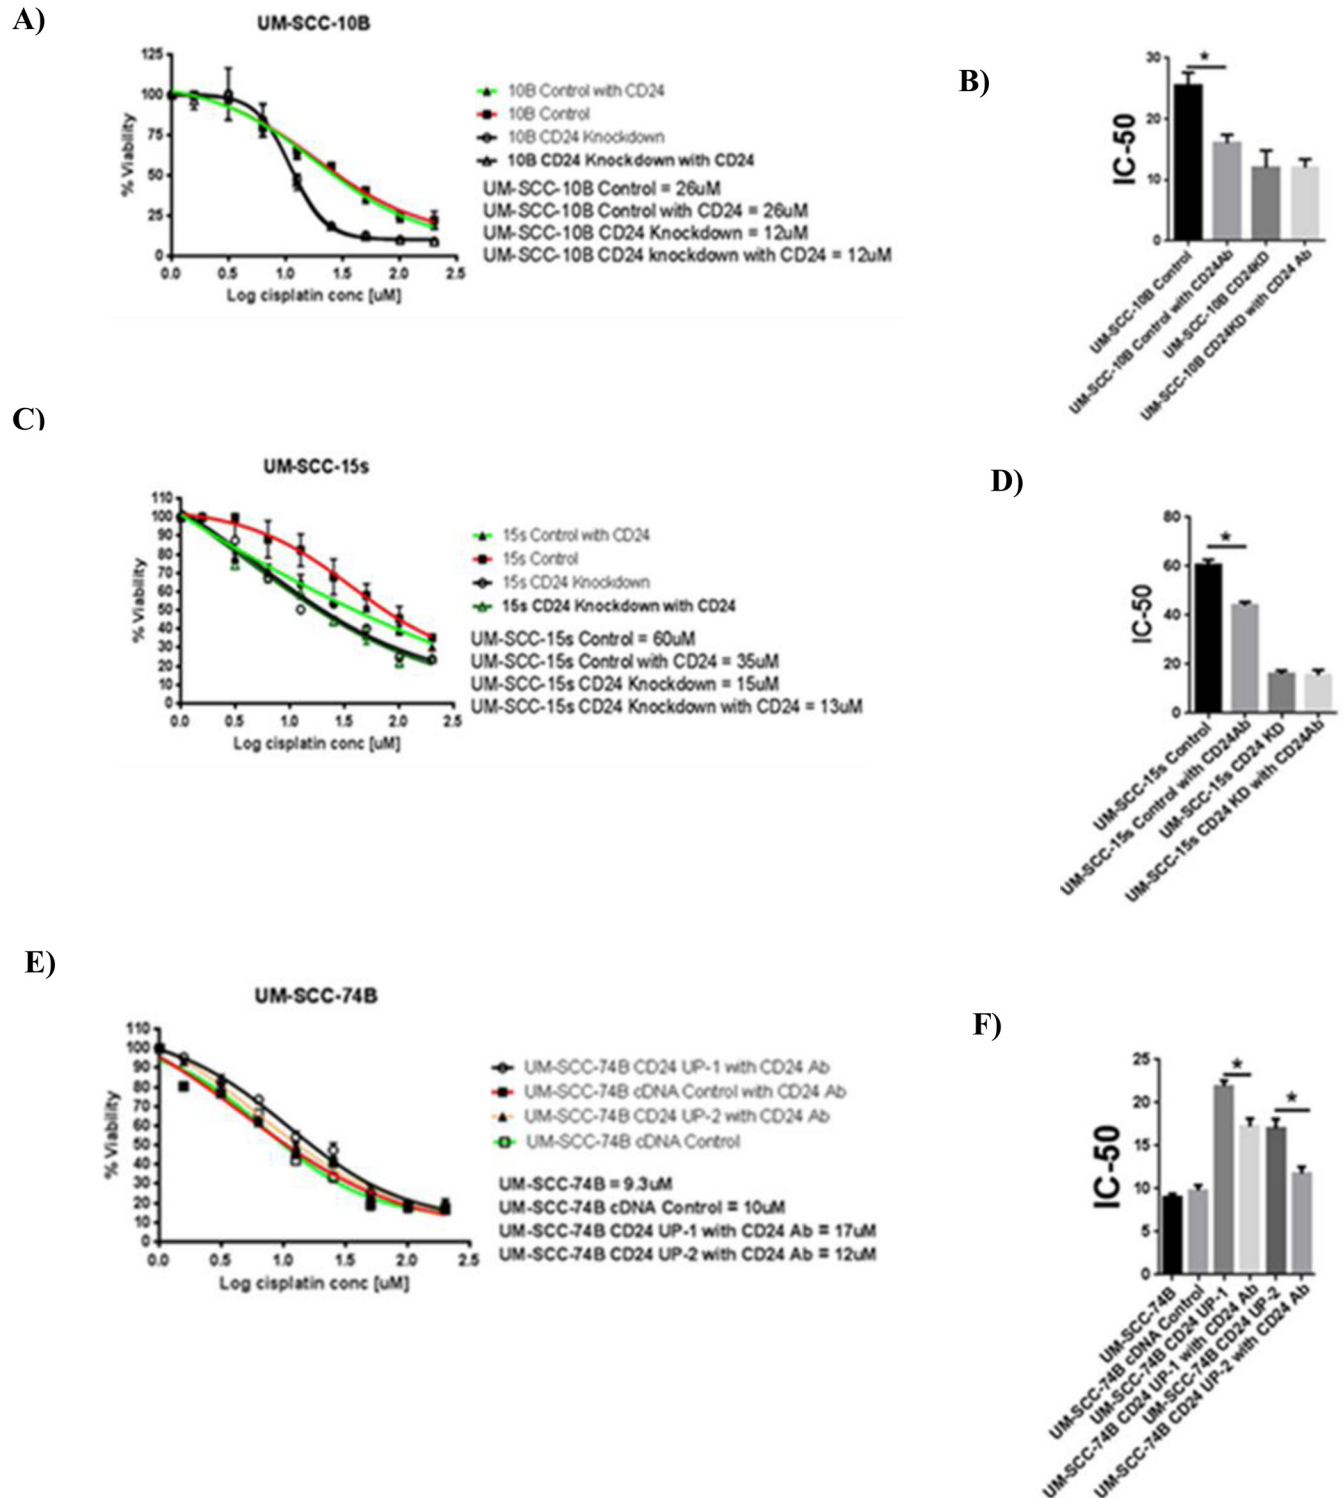 A)
UM-SCC-10B
125
100
75
50
25
0
% Viability
0.0 0.5 1.0 1.5 2.0 2.5
Log cisplatin conc [uM]
10B Control with CD24
10B Control
10B CD24 Knockdown
10B CD24 Knockdown with CD24
UM-SCC-10B Control = 26uM
UM-SCC-10B Control with CD24 = 26uM
UM-SCC-10B CD24 Knockdown = 12uM
UM-SCC-10B CD24 knockdown with CD24 = 12uM
B)
30
20
10
0
IC-50
*
UM-SCC-10B Control
UM-SCC-10B Control with CD24Ab
UM-SCC-10B CD24KD
UM-SCC-10B CD24KD with CD24 Ab
C)
UM-SCC-15s
110
100
90
80
70
60
50
40
30
20
10
0
% Viability
0.0 0.5 1.0 1.5 2.0 2.5
Log cisplatin conc [uM]
15s Control with CD24
15s Control
15s CD24 Knockdown
15s CD24 Knockdown with CD24
UM-SCC-15s Control = 60uM
UM-SCC-15s Control with CD24 = 35uM
UM-SCC-15s CD24 Knockdown = 15uM
UM-SCC-15s CD24 Knockdown with CD24 = 13uM
D)
80
60
40
20
0
IC-50
*
UM-SCC-15s Control
UM-SCC-15s Control with CD24Ab
UM-SCC-15s CD24 KD
UM-SCC-15s CD24 KD with CD24Ab
E)
UM-SCC-74B
110
100
90
80
70
60
50
40
30
20
10
0
% Viability
0.0 0.5 1.0 1.5 2.0 2.5
Log cisplatin conc [uM]
UM-SCC-74B CD24 UP-1 with CD24 Ab
UM-SCC-74B cDNA Control with CD24 Ab
UM-SCC-74B CD24 UP-2 with CD24 Ab
UM-SCC-74B cDNA Control
UM-SCC-74B = 9.3uM
UM-SCC-74B cDNA Control = 10uM
UM-SCC-74B CD24 UP-1 with CD24 Ab = 17uM
UM-SCC-74B CD24 UP-2 with CD24 Ab = 12uM
F)
25
20
15
10
5
0
IC-50
*
*
UM-SCC-74B
UM-SCC-74B cDNA Control
UM-SCC-74B CD24 UP-1
UM-SCC-74B CD24 UP-1 with CD24 Ab
UM-SCC-74B CD24 UP-2
UM-SCC-74B CD24 UP-2 with CD24 Ab